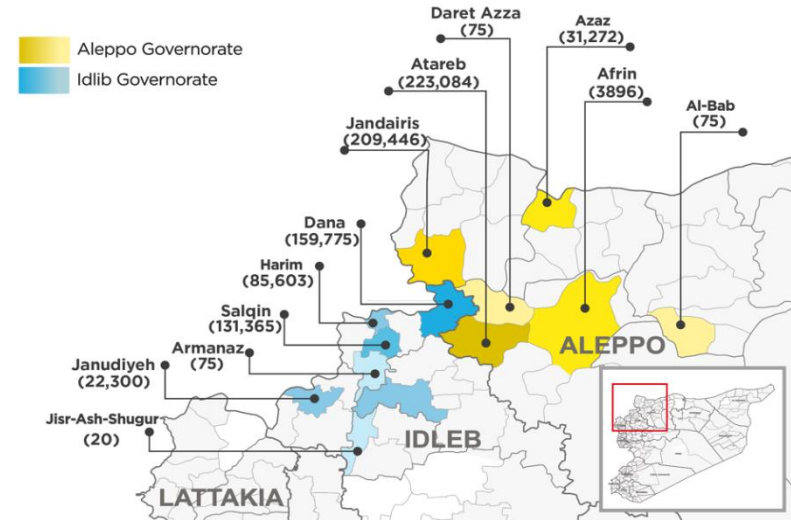 Aleppo Governorate
Idlib Governorate
Daret Azza
(75)
Azaz
(31,272)
Atareb
(223,084)
Afrin
(3896)
Al-Bab
(75)
Jandairis
(209,446)
Dana
(159,775)
Harim
(85,603)
Salqin
(131,365)
Armanaz
(75)
Janudiyeh
(22,300)
Jisr-Ash-Shugur
(20)
ALEPPO
IDLEB
LATTAKIA